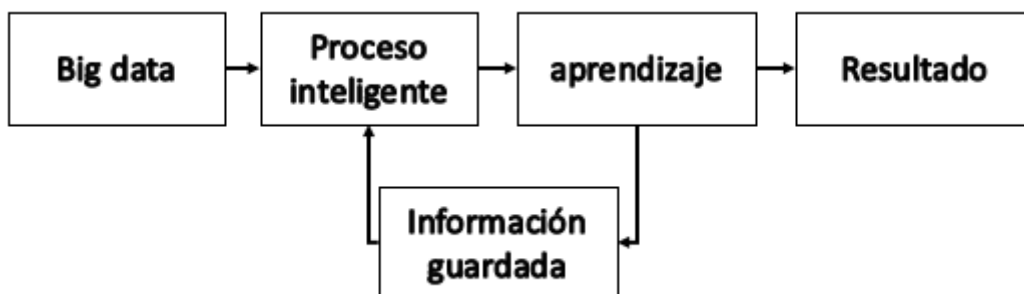 Big data
Proceso
inteligente
aprendizaje
Resultado
Información
guardada